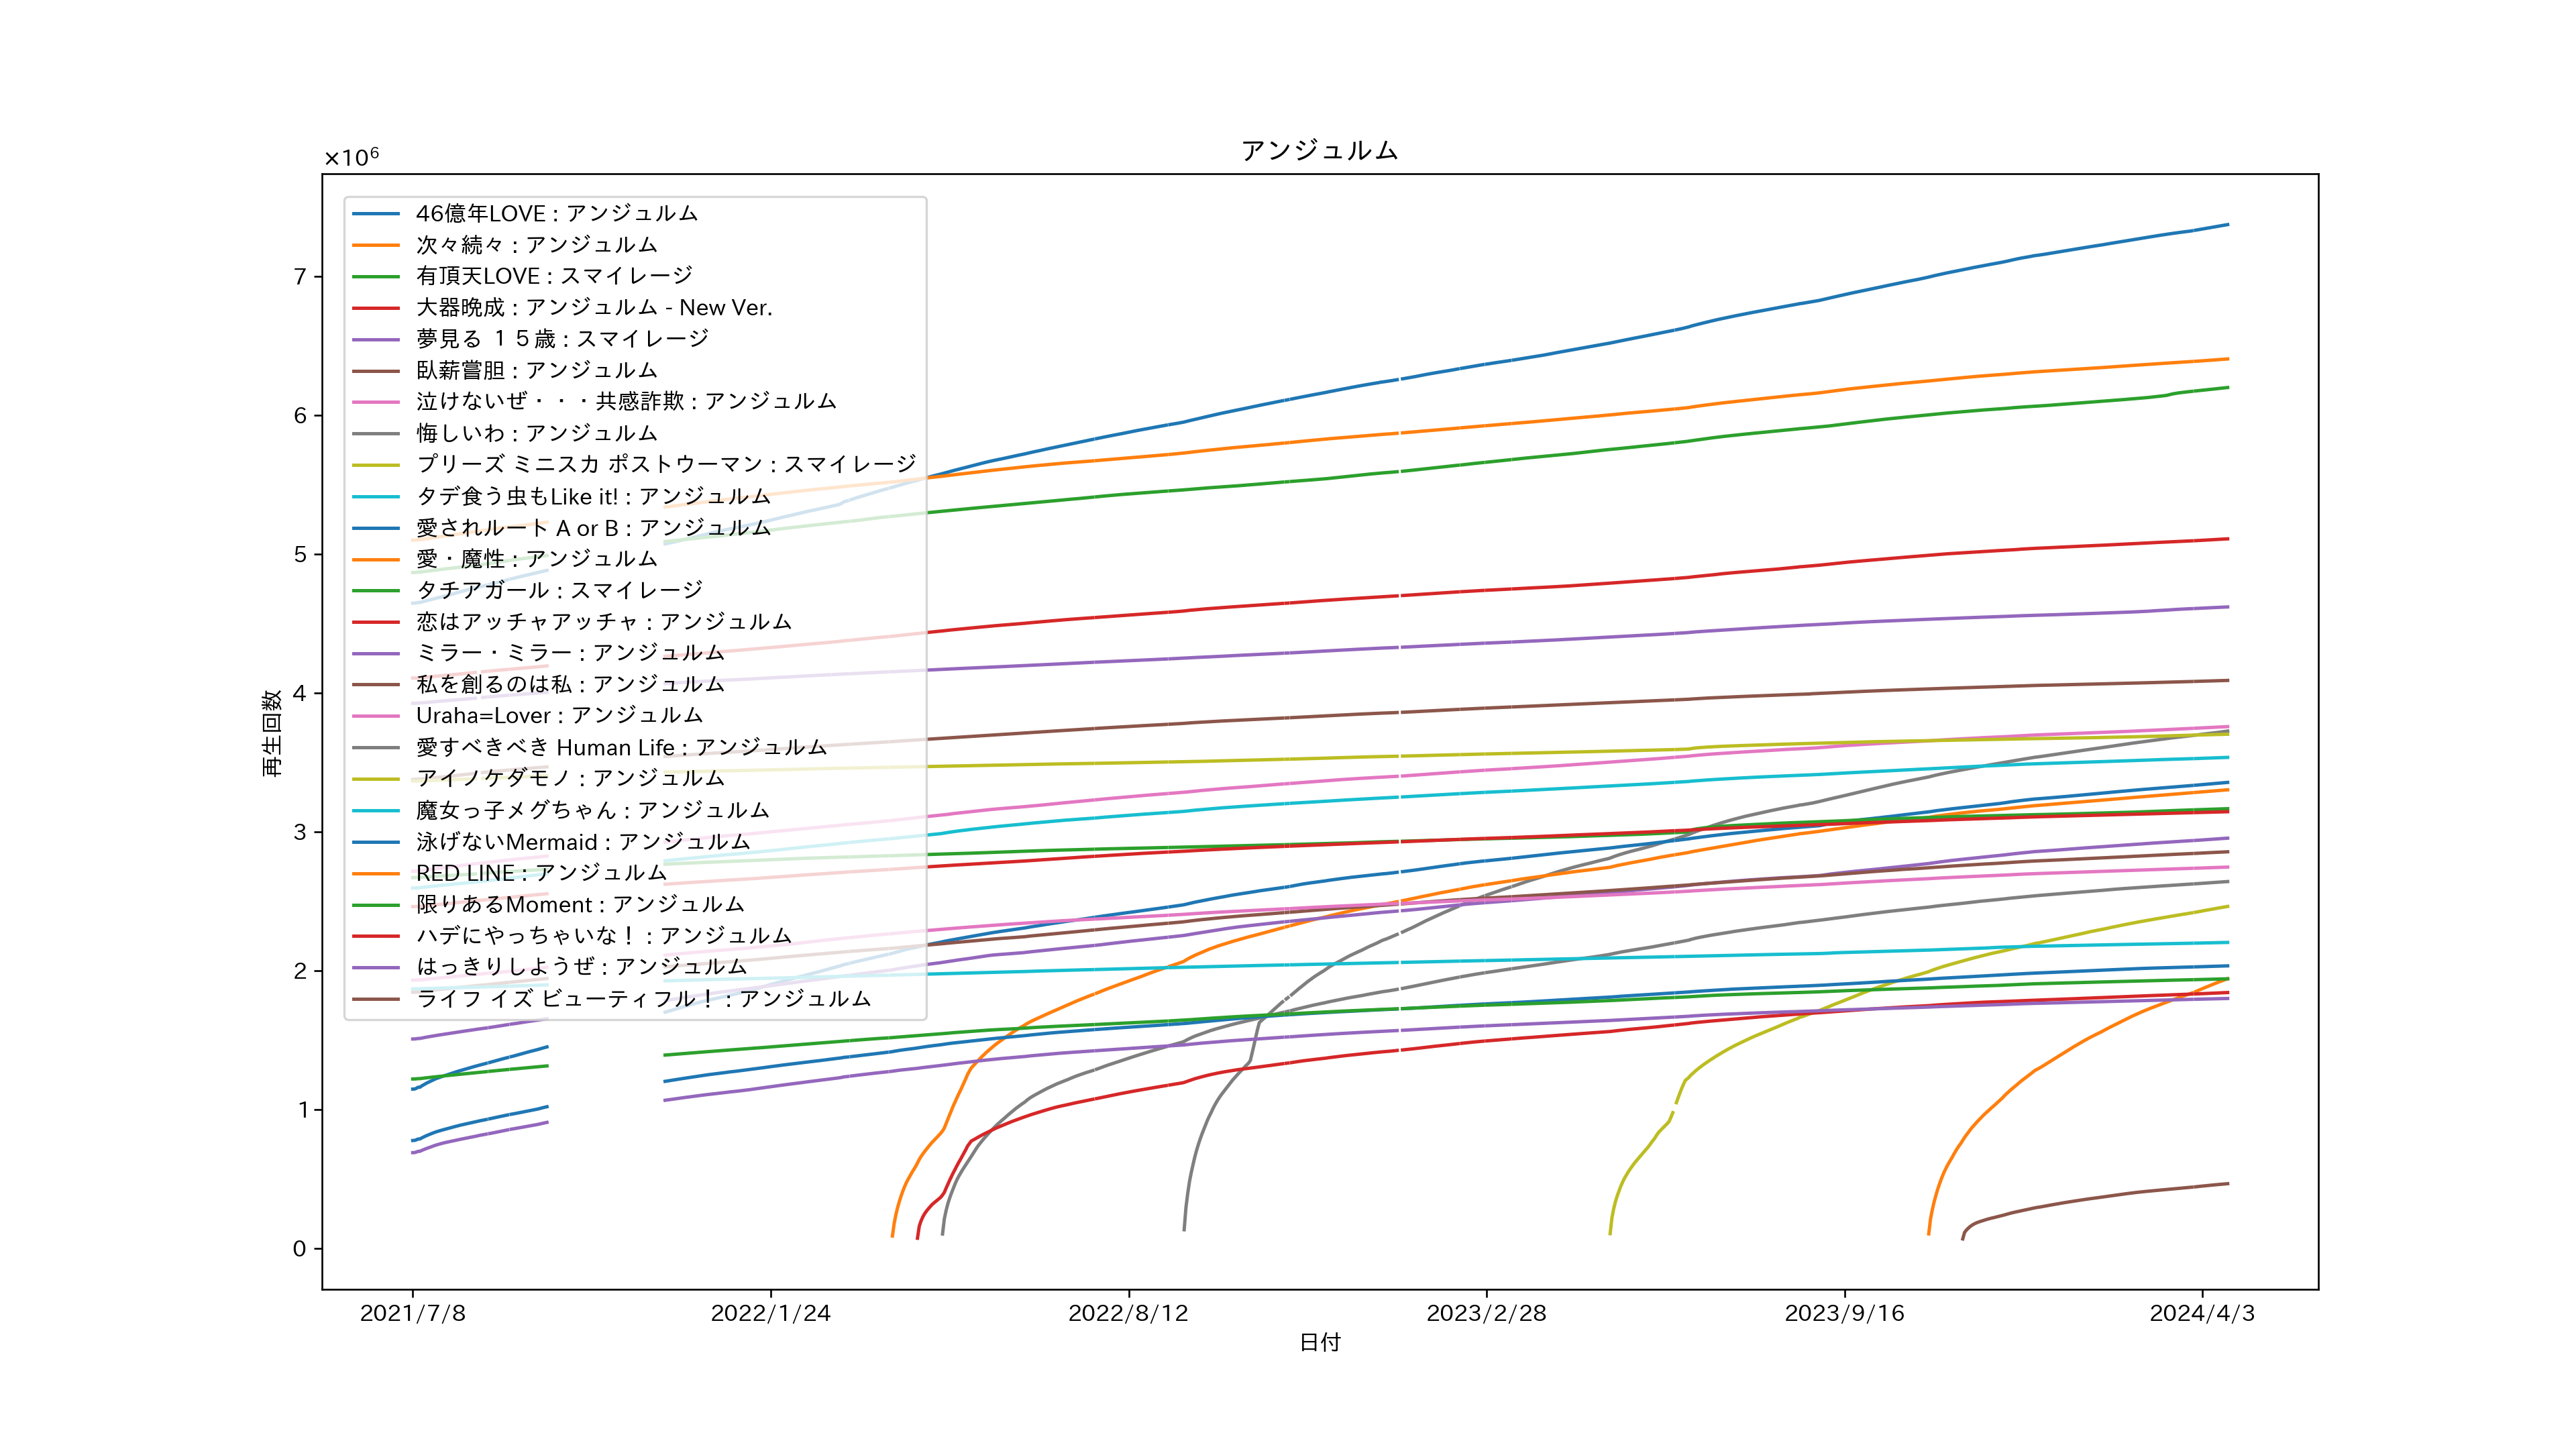 アンジュルム
×10⁶
46億年LOVE : アンジュルム
次々続々 : アンジュルム
有頂天LOVE : スマイレージ
大器晩成 : アンジュルム - New Ver.
夢見る １５歳 : スマイレージ
臥薪嘗胆 : アンジュルム
泣けないぜ・・・共感詐欺 : アンジュルム
悔しいわ : アンジュルム
プリーズ ミニスカ ポストウーマン : スマイレージ
タデ食う虫もLike it! : アンジュルム
愛されルート A or B : アンジュルム
愛・魔性 : アンジュルム
タチアガール : スマイレージ
恋はアッチャアッチャ : アンジュルム
ミラー・ミラー : アンジュルム
私を創るのは私 : アンジュルム
Uraha=Lover : アンジュルム
愛すべきべき Human Life : アンジュルム
アイノケダモノ : アンジュルム
魔女っ子メグちゃん : アンジュルム
泳げないMermaid : アンジュルム
RED LINE : アンジュルム
限りあるMoment : アンジュルム
ハデにやっちゃいな！ : アンジュルム
はっきりしようぜ : アンジュルム
ライフ イズ ビューティフル！ : アンジュルム
再生回数
7
6
5
4
3
2
1
0
2021/7/8 2022/1/24 2022/8/12 2023/2/28 2023/9/16 2024/4/3
日付